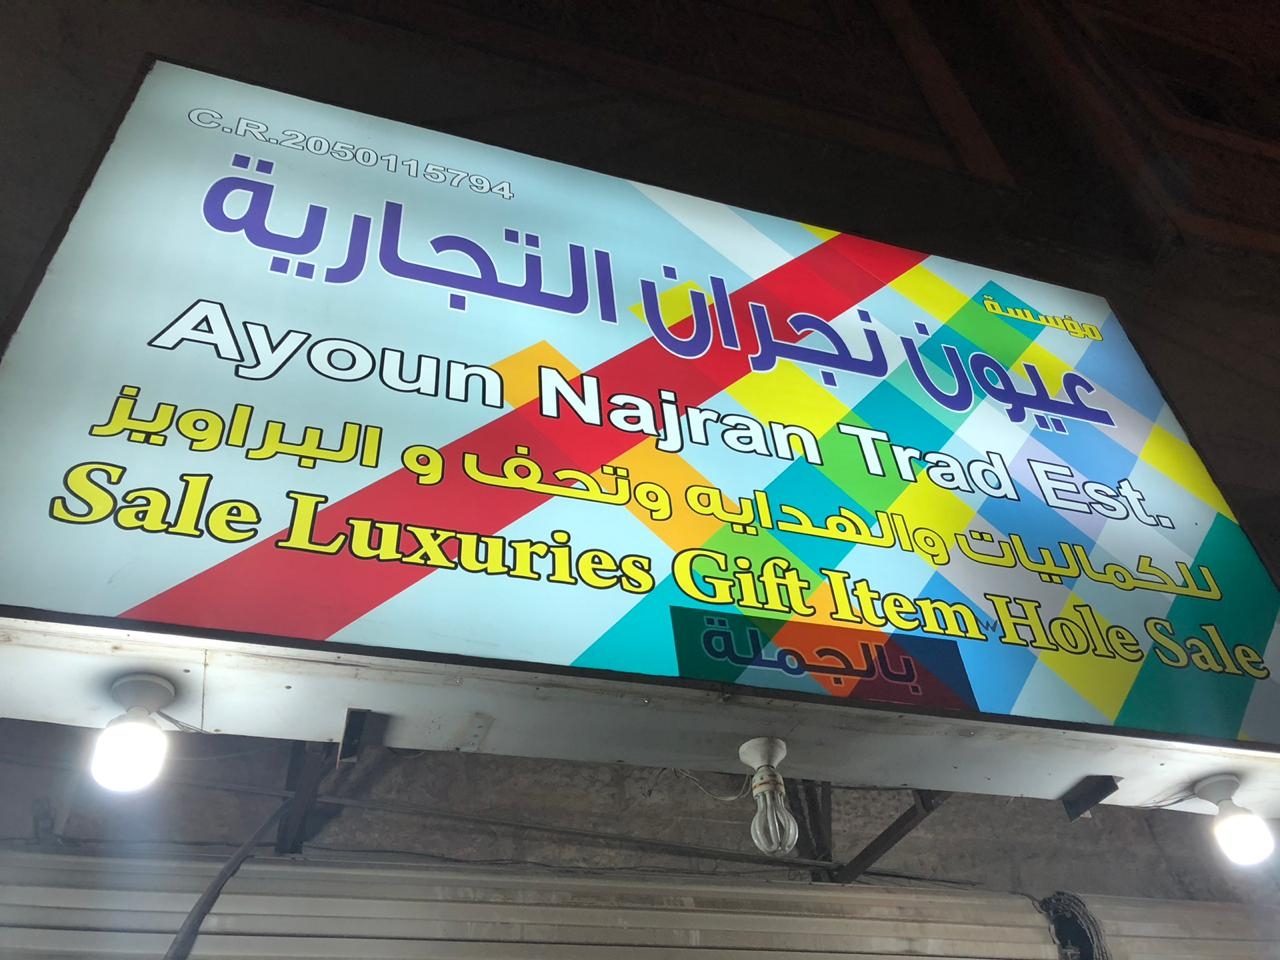 C.R.2050115794
مؤسسة
عيون نجران التجارية
Ayoun Najran Trad Est..
للكماليات والهدايه وتحف و البراويز
Sale Luxuries Gift Item wHole Sale
بالجملة